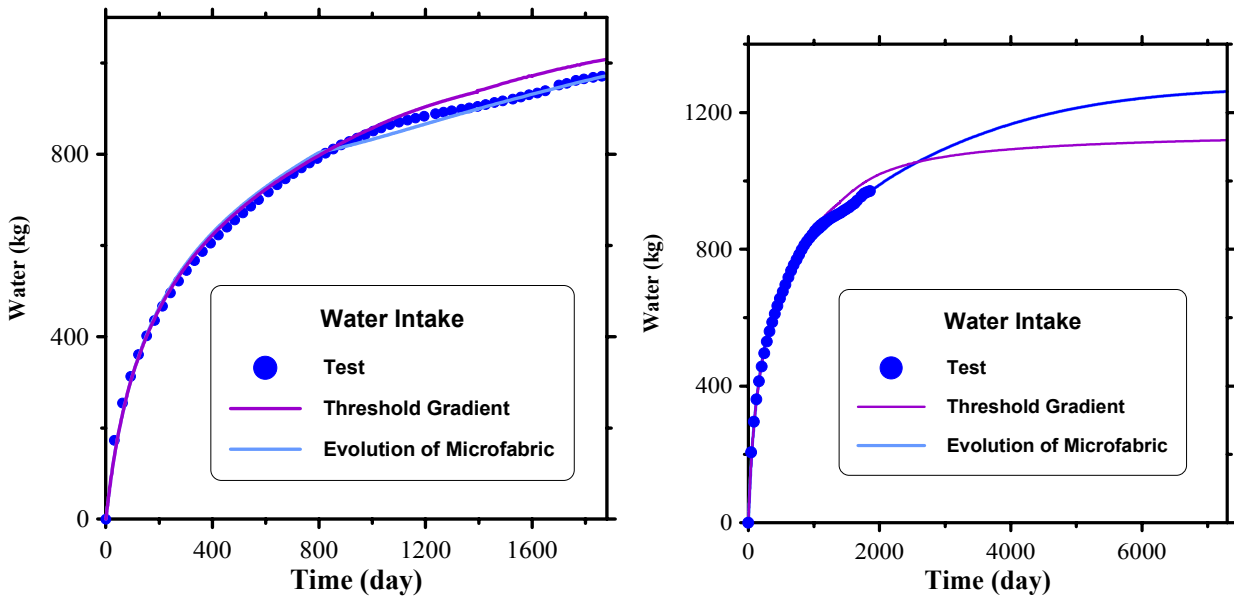 Water (kg)
800
400
0
Water Intake
Test
Threshold Gradient
Evolution of Microfabric
0 400 800 1200 1600
Time (day)
Water (kg)
1200
800
400
0
Water Intake
Test
Threshold Gradient
Evolution of Microfabric
0 2000 4000 6000
Time (day)